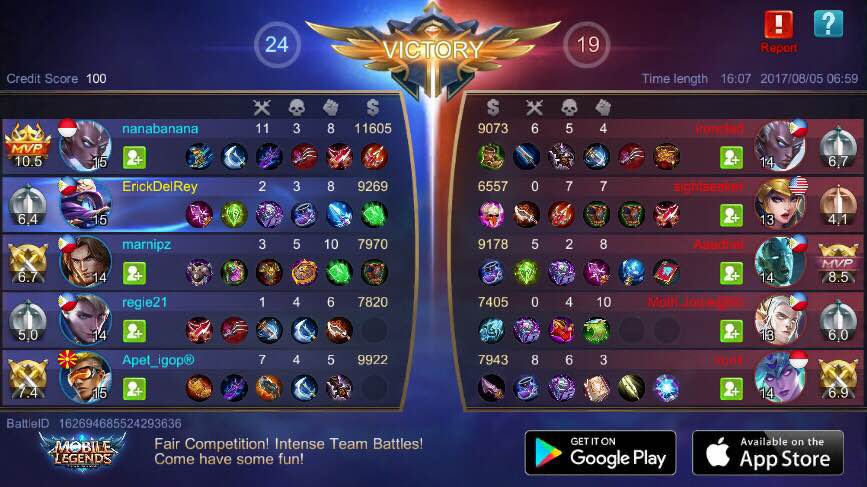 24 VICTORY 19
Report
Credit Score 100
Time length 16:07 2017/08/05 06:59
$
$
MVP 10.5 15 nanabanana 11 3 8 11605
6,4 15 ErickDelRey 2 3 8 9269
6.7 14 marnipz 3 5 10 7970
5,0 14 regie21 1 4 6 7820
7.4 15 Apet_igop® 7 4 5 9922
9073 6 5 4 ironclad 14 6,7
6557 0 7 7 sightseeker 13 4,1
9178 5 2 8 14 MVP 8.5
7405 0 4 10 13 6,0
7943 8 6 3 14 6.9
BattleID 162694685524293636
MOBILE LEGENDS
Fair Competition! Intense Team Battles!
Come have some fun!
GET IT ON
Google Play
Available on the
App Store